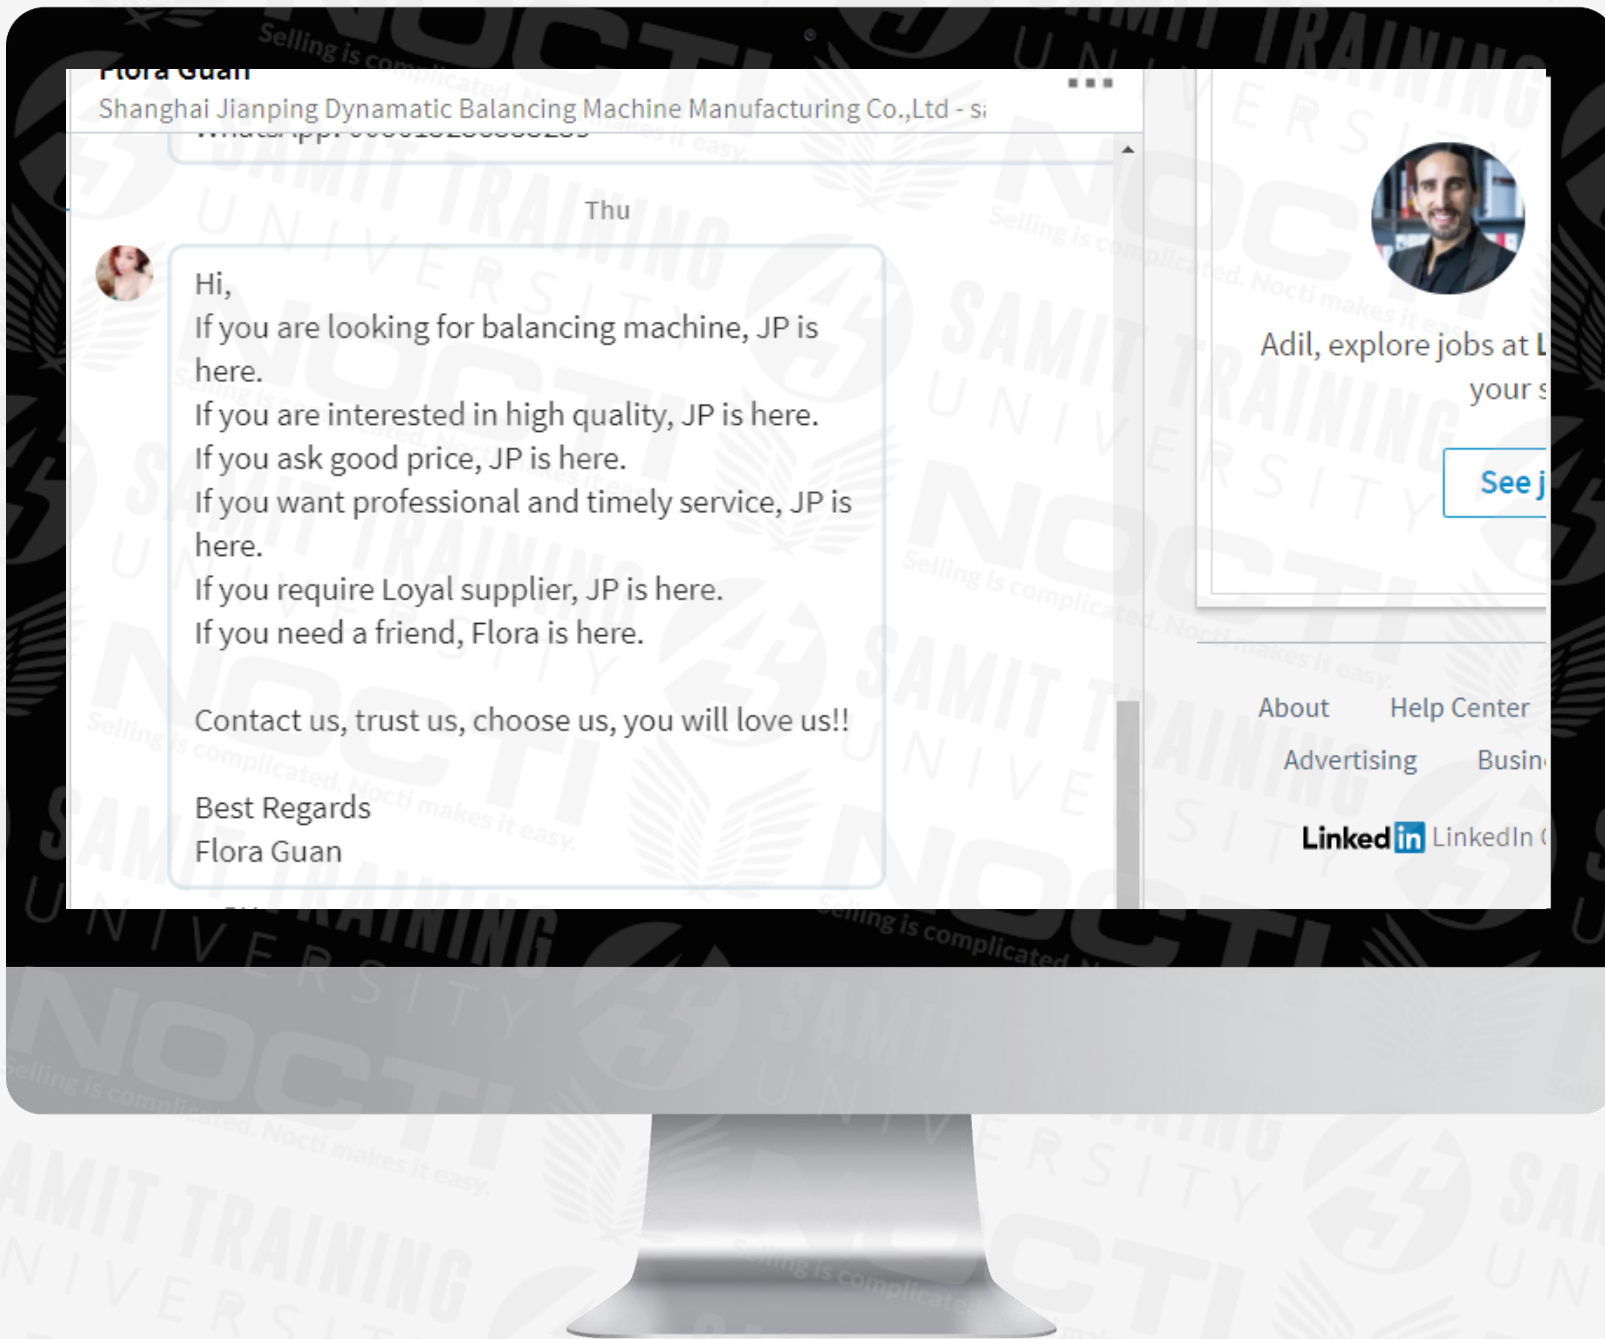 Flora Guan
Shanghai Jianping Dynamatic Balancing Machine Manufacturing Co.,Ltd - sa
Thu
Hi,
If you are looking for balancing machine, JP is
here.
If you are interested in high quality, JP is here.
If you ask good price, JP is here.
If you want professional and timely service, JP is
here.
If you require Loyal supplier, JP is here.
If you need a friend, Flora is here.
Contact us, trust us, choose us, you will love us!!
Best Regards
Flora Guan
Adil, explore jobs at L
your s
See j
About Help Center
Advertising Busin
Linked in LinkedIn
SAMIT TRAINING
UNIVERSITY
NOCTI
Selling is complicated. Nocti makes it easy.